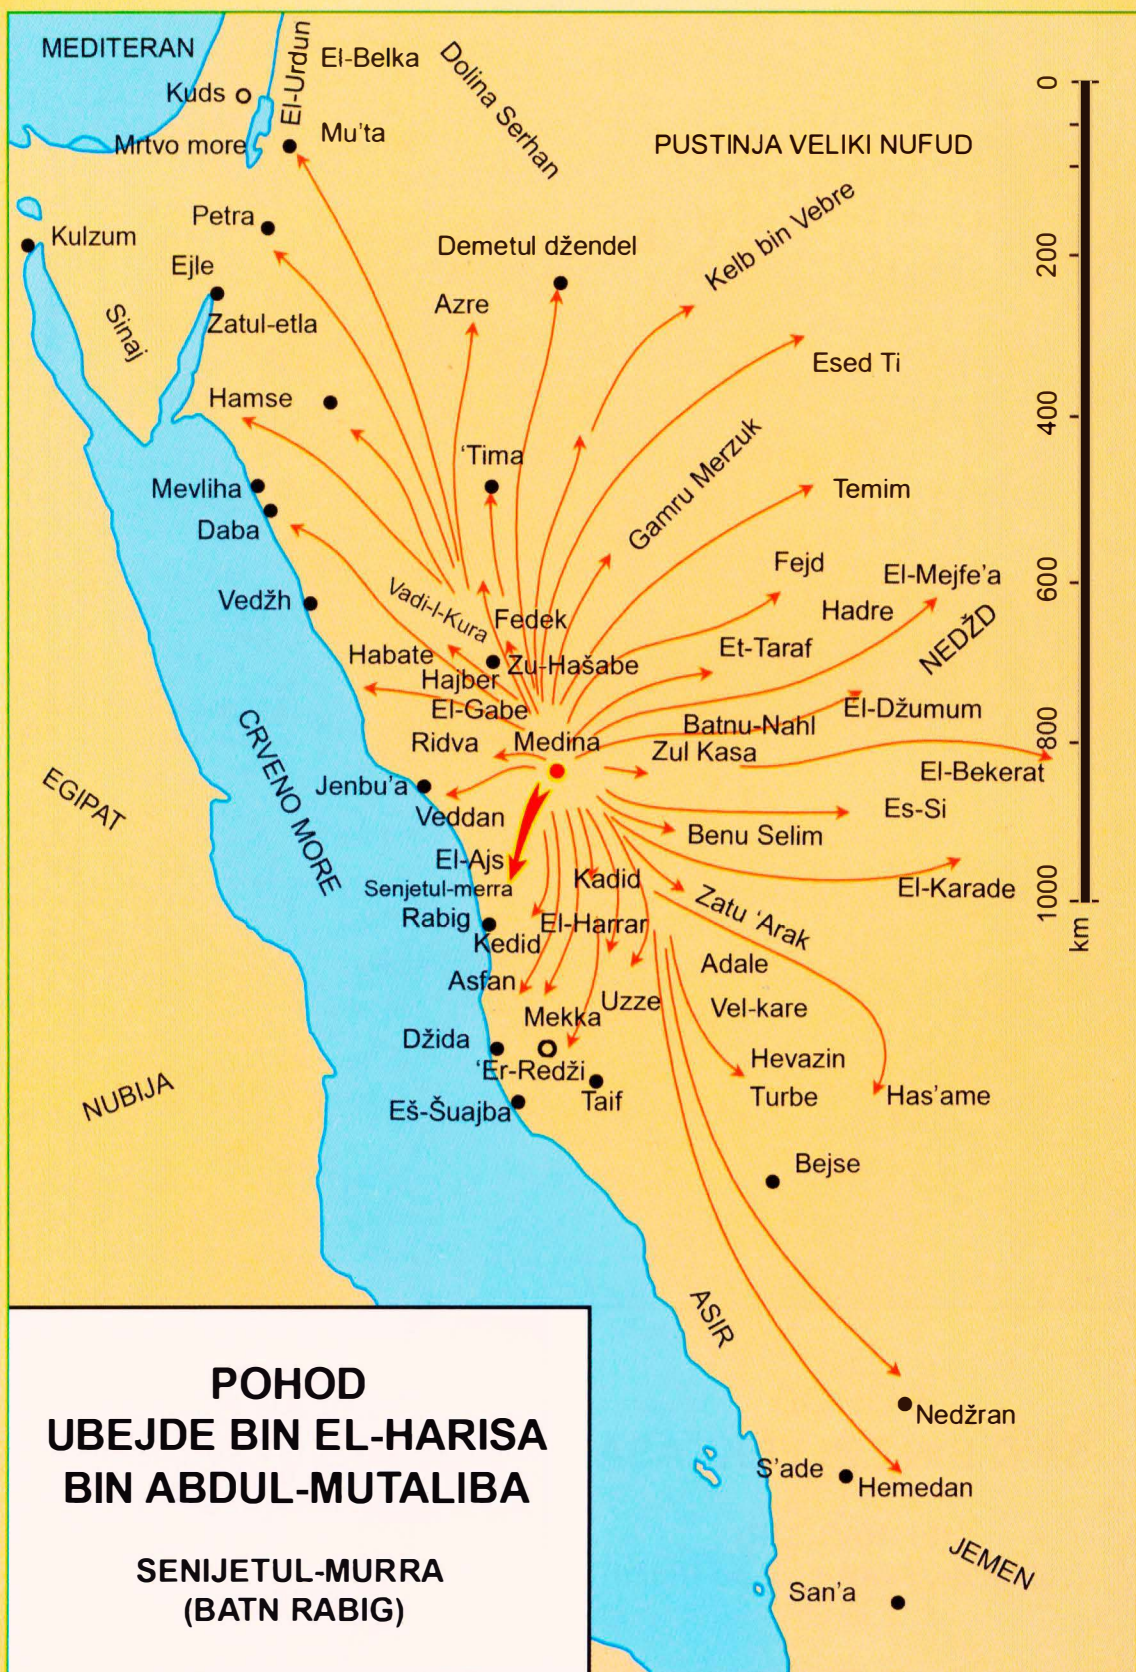 MEDITERAN
El-Urdun
El-Belka
Dolina Serhan
Kuds
0
Mrtvo more
Mu'ta
PUSTINJA VELIKI NUFUD
Petra
Kulzum
Kelb bin Vebre
Demetul džendel
200
Ejle
Sinaj
Zatul-etla
Azre
Esed Ti
Hamse
400
'Tima
Gamru Merzuk
Mevliha
Temim
Daba
Fejd
El-Mejfe'a
600
Vedžh
Vadi-l-Kura
Fedek
Hadre
NEDŽD
Habate
Zu-Hašabe
Et-Taraf
Hajber
El-Gabe
El-Džumum
Batnu-Nahl
Ridva
Medina
Zul Kasa
800
El-Bekerat
CRVENO MORE
EGIPAT
Jenbu'a
Veddan
Es-Si
Benu Selim
El-Ajs
Senjetul-merra
Kadid
El-Karade
1000
km
Rabig
El-Harrar
Zatu 'Arak
Kedid
Adale
Asfan
Uzze
Vel-kare
Mekka
Džida
Hevazin
'Er-Redži
NUBIJA
Taif
Turbe
Has'ame
Eš-Šuajba
Bejse
ASIR
POHOD
UBEJDE BIN EL-HARISA
BIN ABDUL-MUTALIBA
SENIJETUL-MURRA
(BATN RABIG)
Nedžran
S'ade
Hemedan
JEMEN
San'a